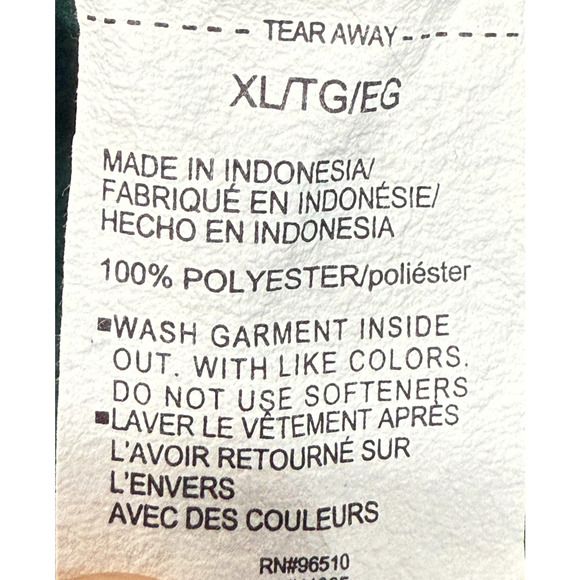 TEAR AWAY
XL/TG/EG
MADE IN INDONESIA/
FABRIQUÉ EN INDONÉSIE/
HECHO EN INDONESIA
100% POLYESTER/poliéster
▪WASH GARMENT INSIDE
OUT. WITH LIKE COLORS.
DO NOT USE SOFTENERS
▪LAVER LE VÊTEMENT APRÈS
L'AVOIR RETOURNÉ SUR
L'ENVERS
AVEC DES COULEURS
RN#96510